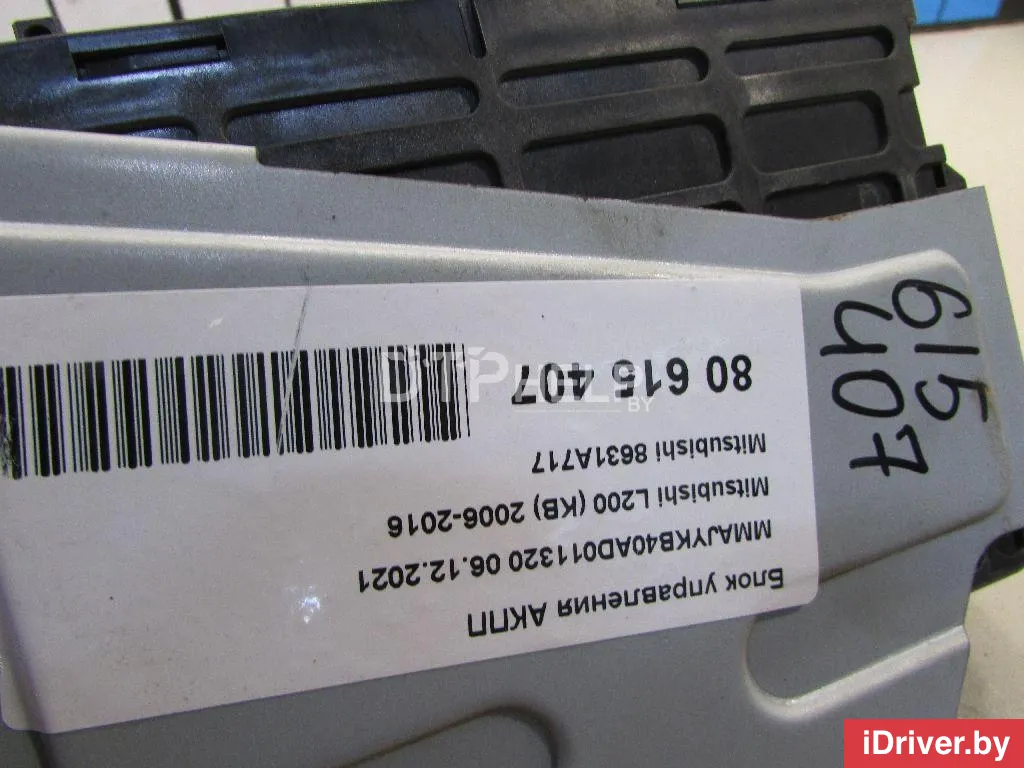 Блок управления АКПП
MMAJYKB40AD011320 06.12.2021
Mitsubishi L200 (KB) 2006-2016
Mitsubishi 8631A717
80 615 407
615
407
iDriver.by